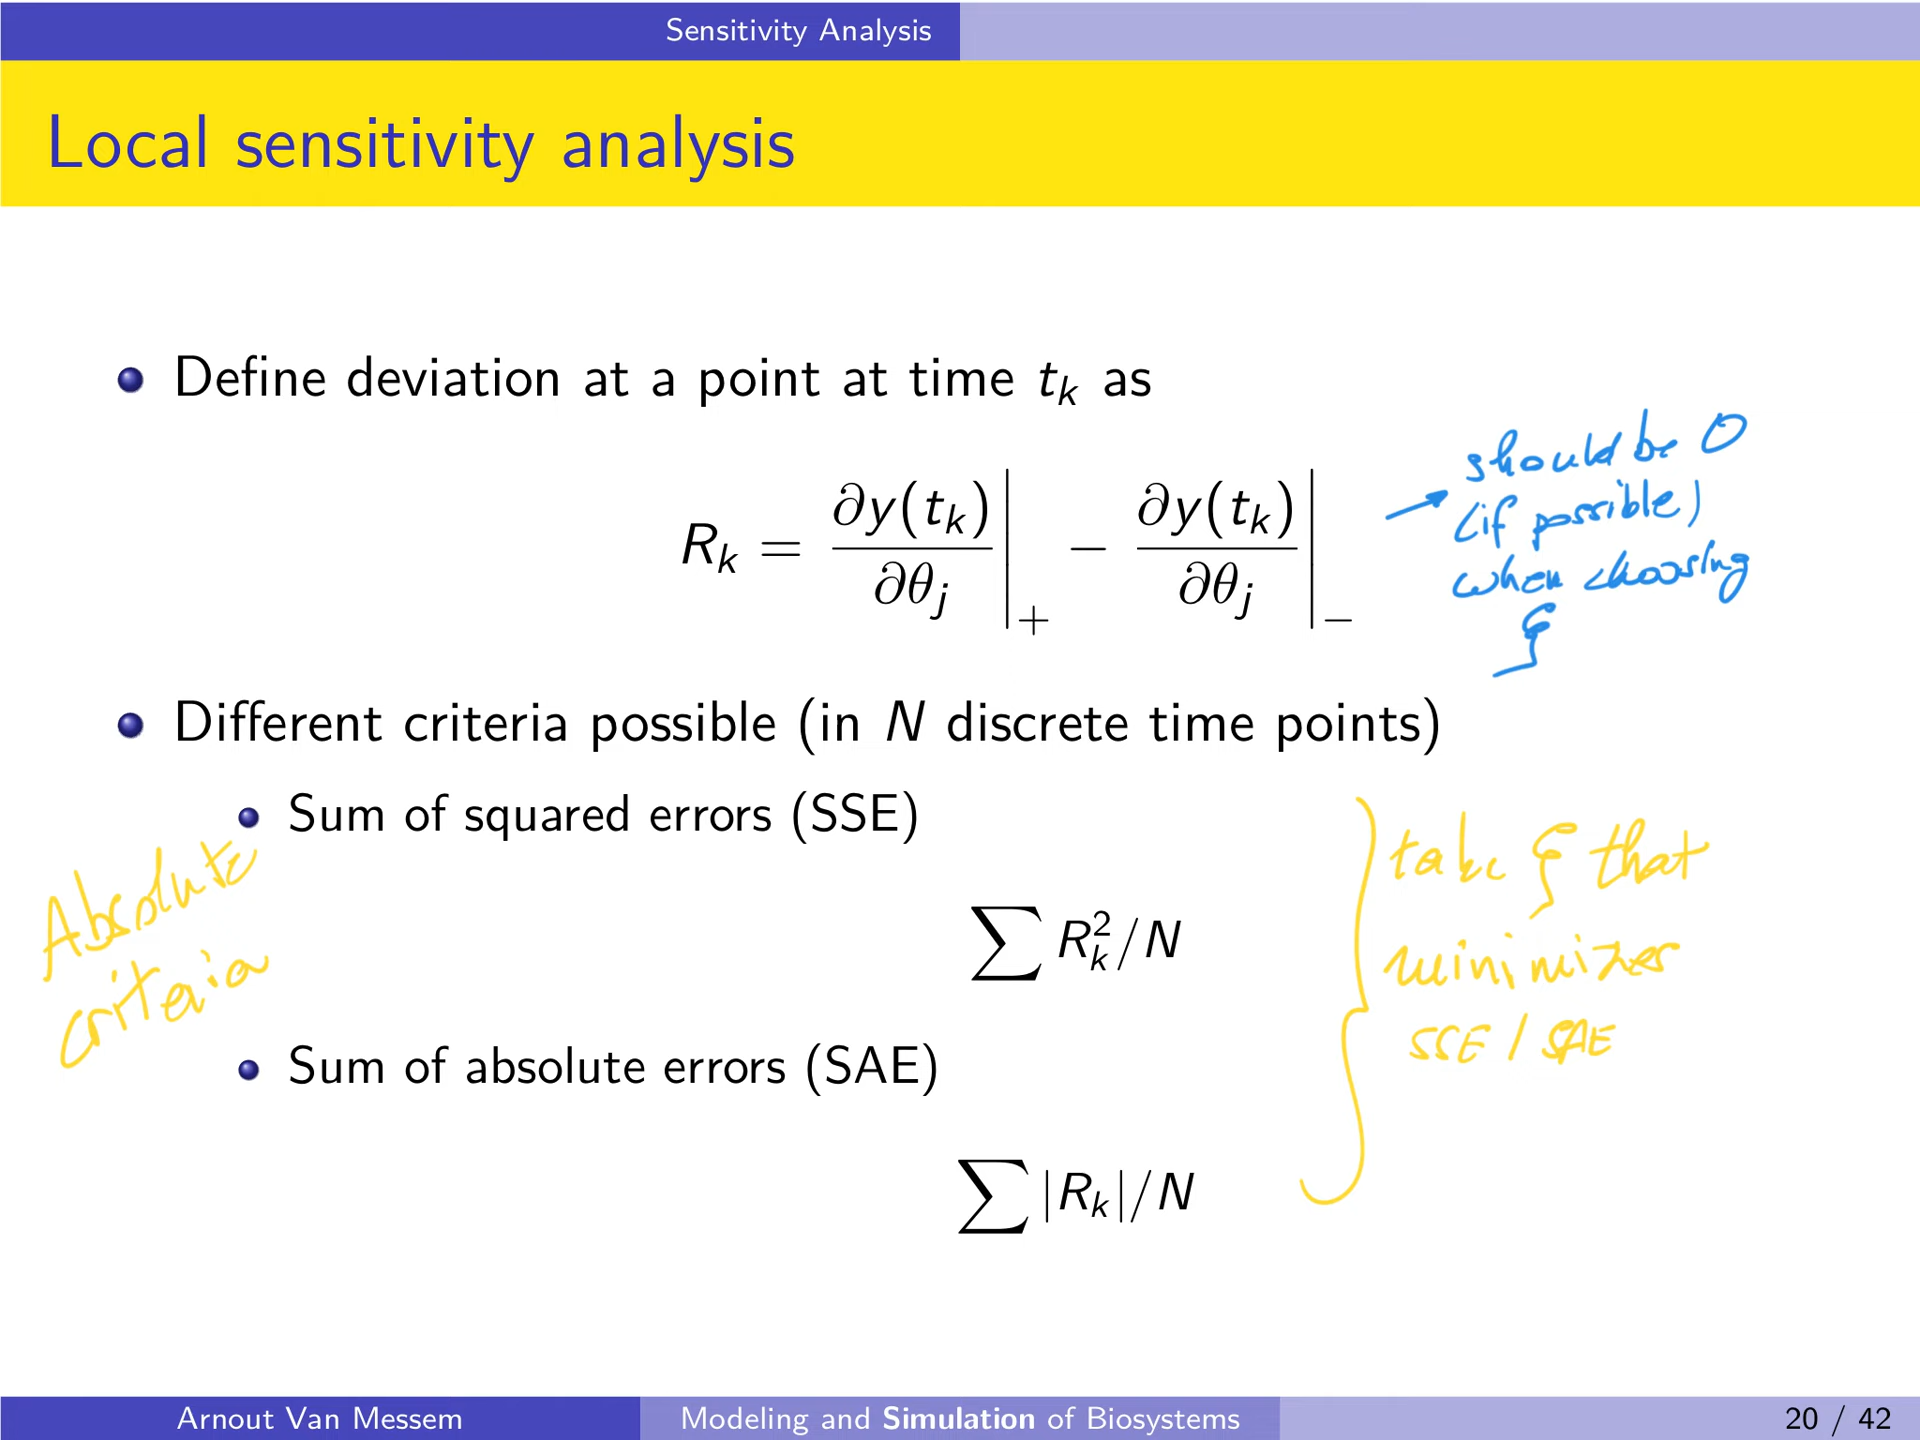 Sensitivity Analysis
Local sensitivity analysis
Define deviation at a point at time t_k as
R_k = ∂y(t_k)/∂θ_j |_+ − ∂y(t_k)/∂θ_j |_−
should be 0
(if possible)
when choosing
ξ
Different criteria possible (in N discrete time points)
Sum of squared errors (SSE)
∑ R_k^2/N
Absolute
criteria
take ξ that
minimizes
SSE / SAE
Sum of absolute errors (SAE)
∑ |R_k|/N
Arnout Van Messem
Modeling and Simulation of Biosystems
20 / 42